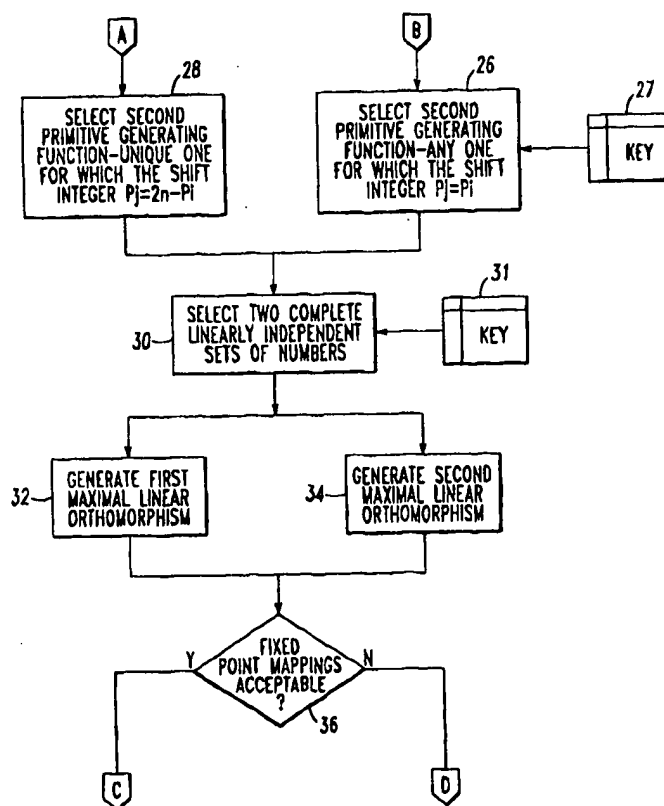 A
B
28
SELECT SECOND
PRIMITIVE GENERATING
FUNCTION-UNIQUE ONE
FOR WHICH THE SHIFT
INTEGER Pj=2n-Pi
26
SELECT SECOND
PRIMITIVE GENERATING
FUNCTION-ANY ONE
FOR WHICH THE SHIFT
INTEGER Pj=Pi
27
KEY
30
SELECT TWO COMPLETE
LINEARLY INDEPENDENT
SETS OF NUMBERS
31
KEY
32
GENERATE FIRST
MAXIMAL LINEAR
ORTHOMORPHISM
34
GENERATE SECOND
MAXIMAL LINEAR
ORTHOMORPHISM
Y
FIXED
POINT MAPPINGS
ACCEPTABLE
?
N
36
C
D